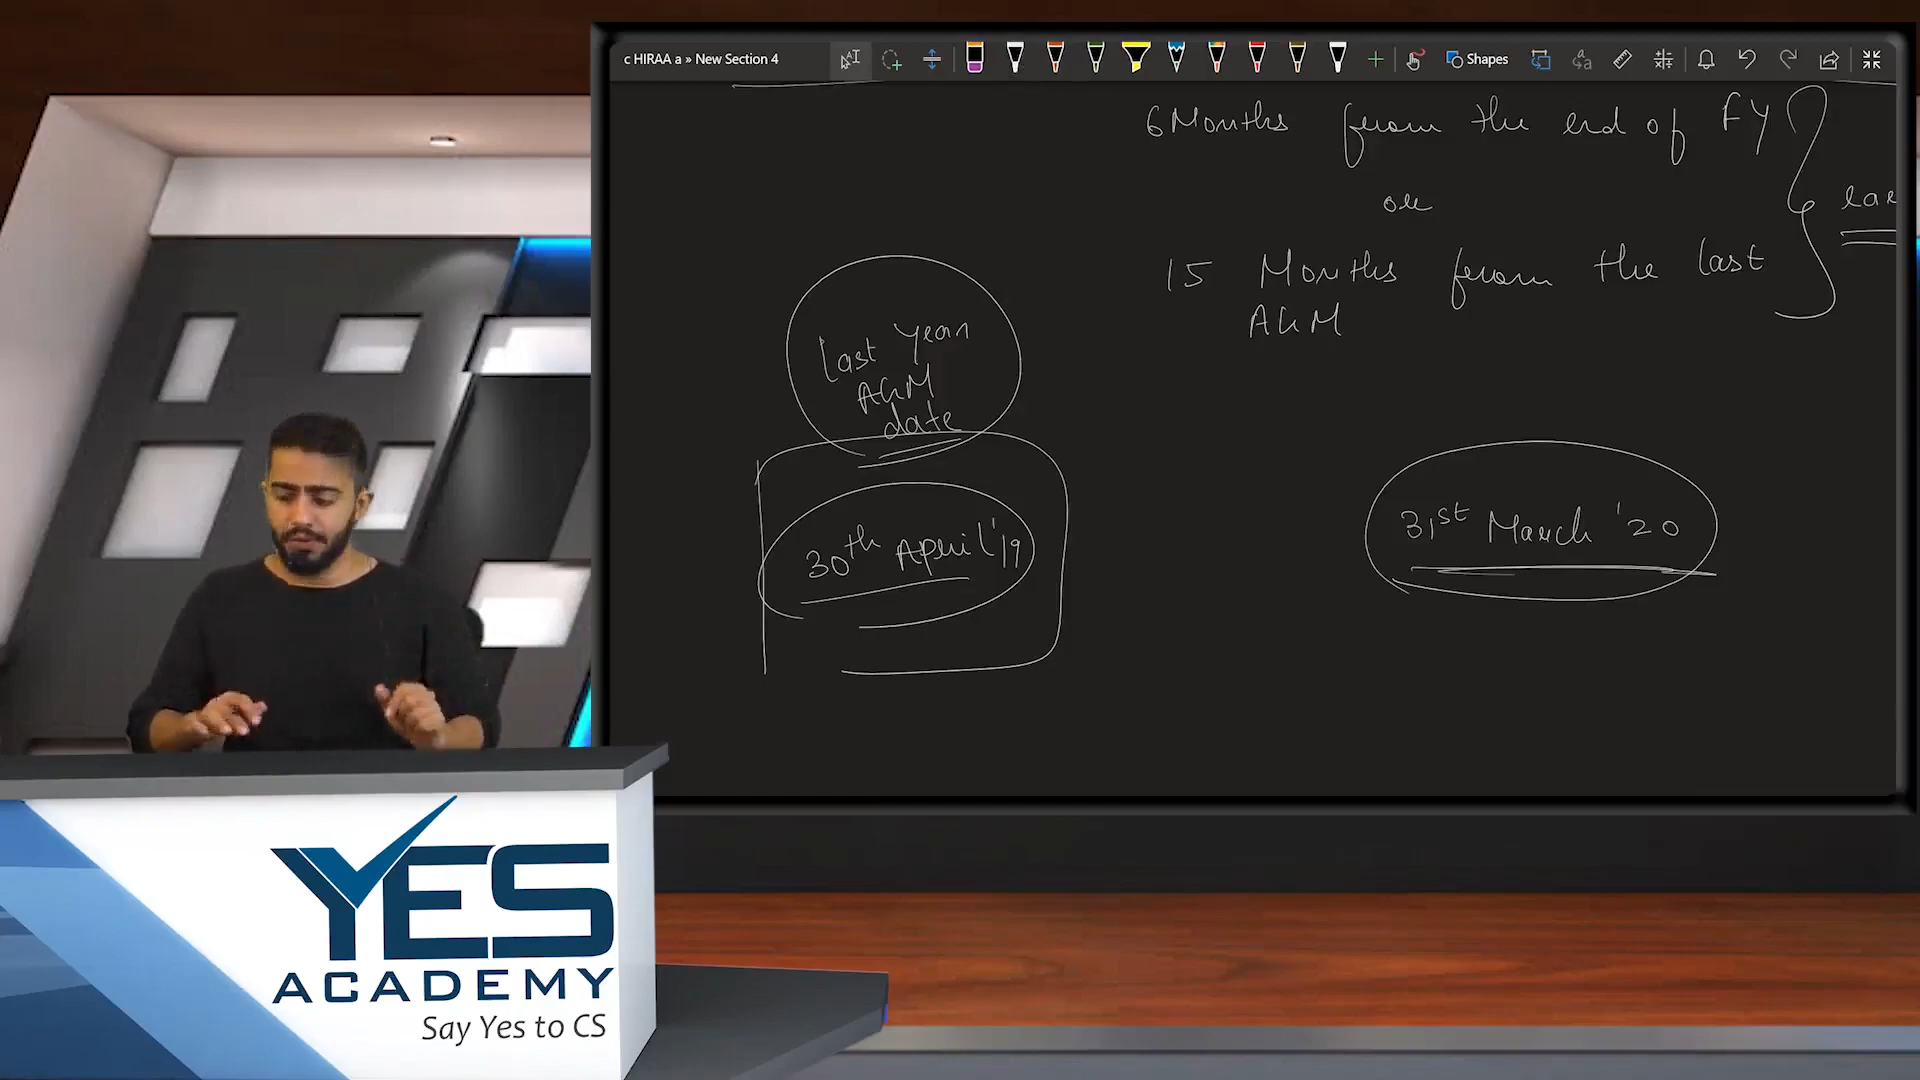 c HIRAA a » New Section 4
Shapes
6 Months from the end of FY
or
15 Months from the last
AGM
last year
AGM
date
30th April '19
31st March '20
YES
ACADEMY
Say Yes to CS